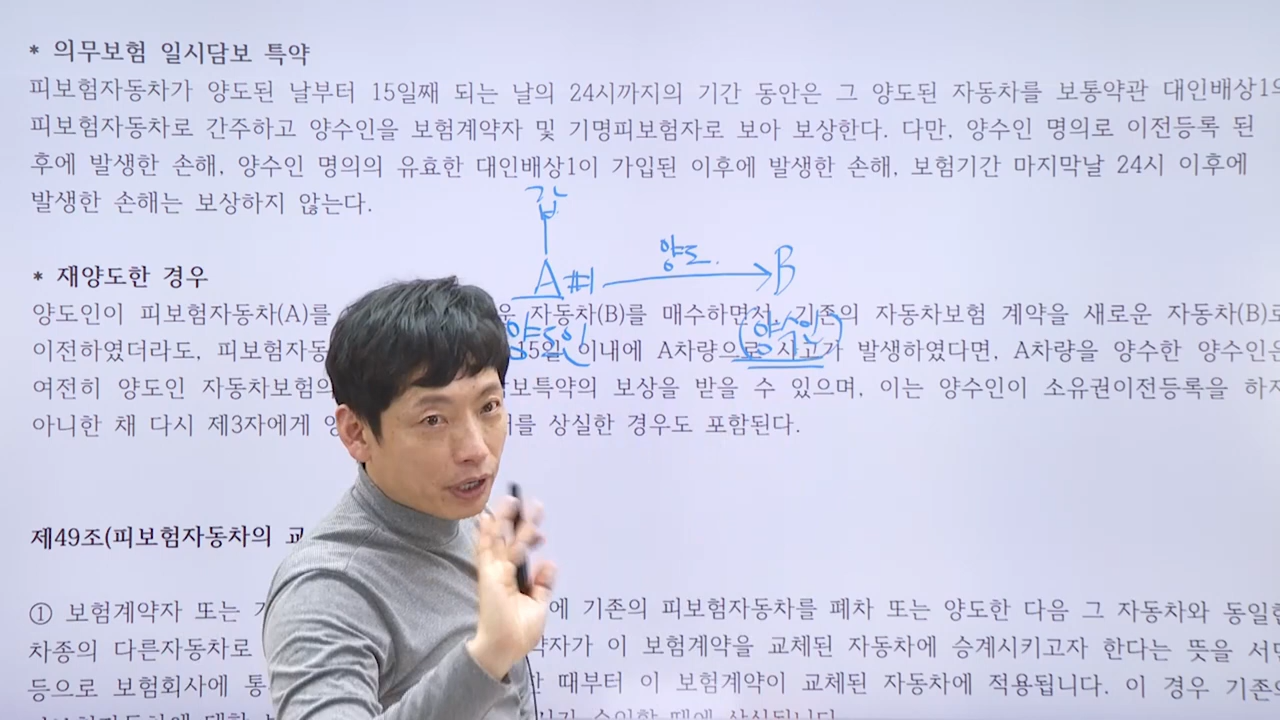 * 의무보험 일시담보 특약
피보험자동차가 양도된 날부터 15일째 되는 날의 24시까지의 기간 동안은 그 양도된 자동차를 보통약관 대인배상1의
피보험자동차로 간주하고 양수인을 보험계약자 및 기명피보험자로 보아 보상한다. 다만, 양수인 명의로 이전등록 된
후에 발생한 손해, 양수인 명의의 유효한 대인배상1이 가입된 이후에 발생한 손해, 보험기간 마지막날 24시 이후에
발생한 손해는 보상하지 않는다.
갑
A #1 양도. B
* 재양도한 경우
양도인이 피보험자동차(A)를 자동차(B)를 매수하면서, 기존의 자동차보험 계약을 새로운 자동차(B)로
양도인 (양수인)
이전하였더라도, 피보험자동 15일 이내에 A차량으로 사고가 발생하였다면, A차량을 양수한 양수인은
여전히 양도인 자동차보험의 보특약의 보상을 받을 수 있으며, 이는 양수인이 소유권이전등록을 하지
아니한 채 다시 제3자에게 를 상실한 경우도 포함된다.
제49조(피보험자동차의 교
① 보험계약자 또는 에 기존의 피보험자동차를 폐차 또는 양도한 다음 그 자동차와 동일한
차종의 다른자동차로 약자가 이 보험계약을 교체된 자동차에 승계시키고자 한다는 뜻을 서면
등으로 보험회사에 통 할 때부터 이 보험계약이 교체된 자동차에 적용됩니다. 이 경우 기존의